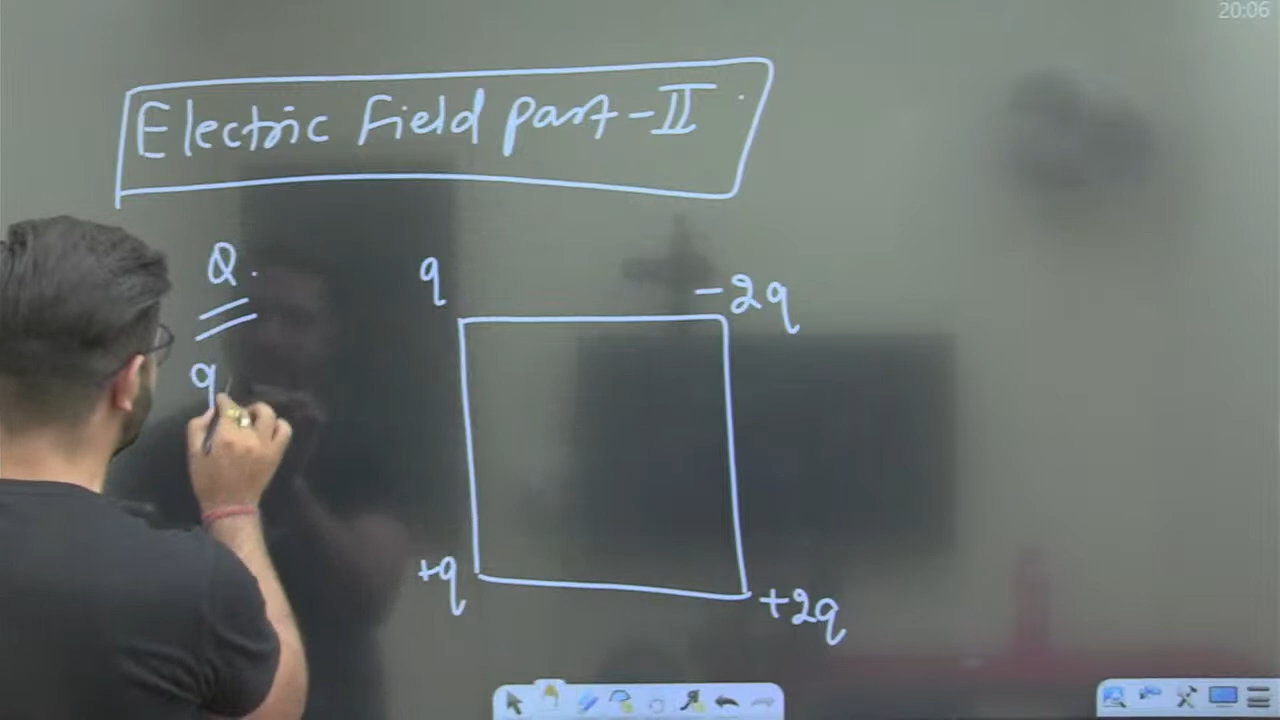 20:06
Electric Field part-II
Q.
q -2q
q
+q +2q